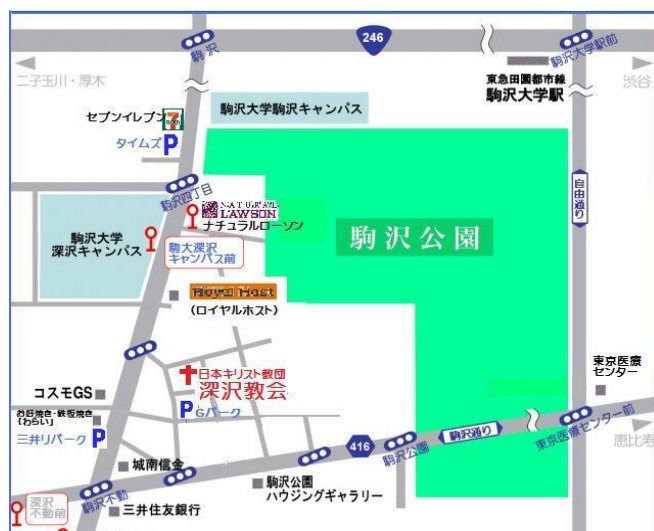 246
駒沢
駒沢大学駅前
二子玉川・厚木
東急田園都市線
駒沢大学駅
渋谷
セブンイレブン
7
タイムズ P
駒沢大学駒沢キャンパス
駒沢四丁目
NATURAL
LAWSON
ナチュラルローソン
自由通り
駒沢大学
深沢キャンパス
駒大深沢
キャンパス前
駒沢公園
Royal Host
(ロイヤルホスト)
日本キリスト教団
深沢教会
P Gパーク
東京医療
センター
コスモGS
お好焼き・鉄板焼き
「わらい」
三井リパーク P
416
駒沢公園
駒沢通り
東京医療センター前
恵比寿
城南信金
駒沢公園
ハウジングギャラリー
駒沢不動
深沢
不動前
三井住友銀行